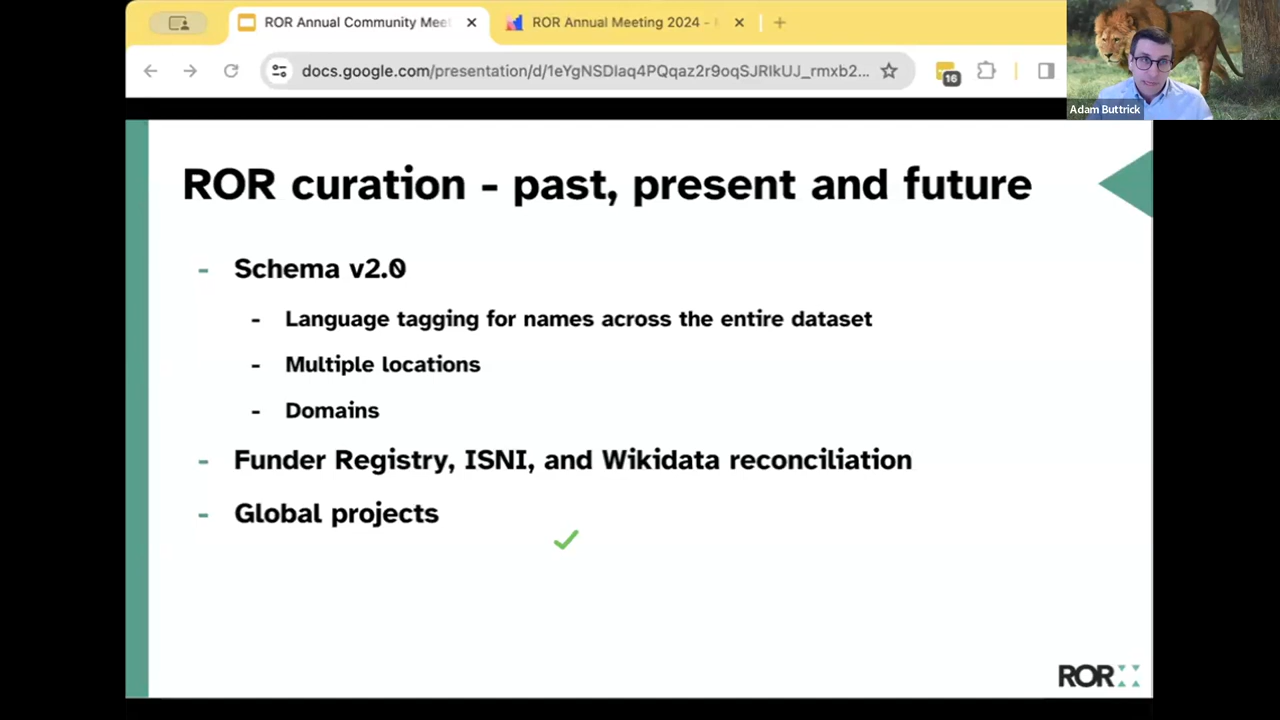 ROR Annual Community Mee
ROR Annual Meeting 2024 -
docs.google.com/presentation/d/1eYgNSDlaq4PQqaz2r9oqSJRlkUJ_rmxb2...
16
Adam Buttrick
ROR curation - past, present and future
- Schema v2.0
- Language tagging for names across the entire dataset
- Multiple locations
- Domains
- Funder Registry, ISNI, and Wikidata reconciliation
- Global projects
ROR